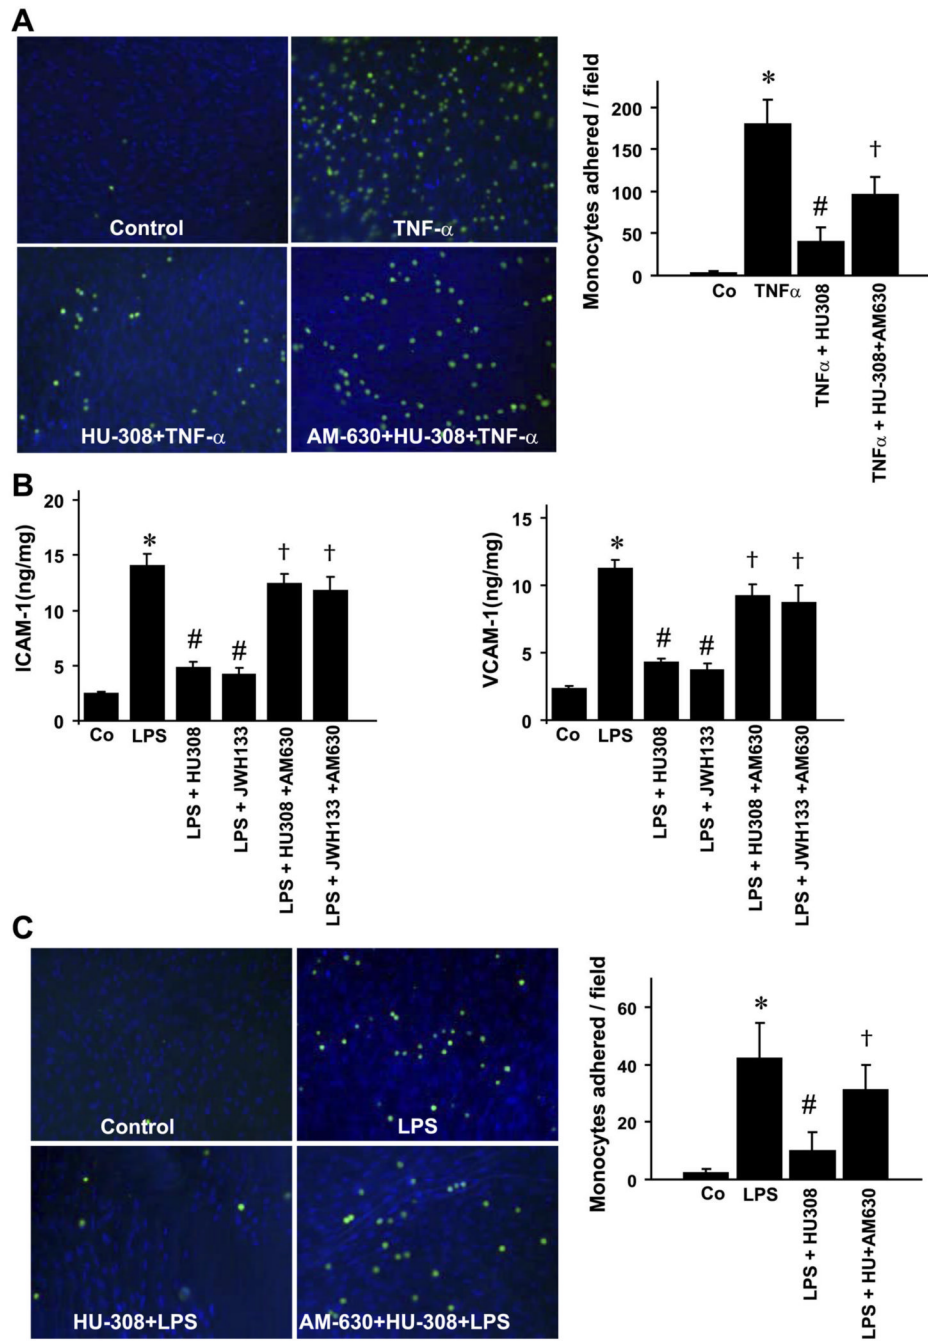 A
Control
TNF-α
HU-308+TNF-α
AM-630+HU-308+TNF-α
Monocytes adhered / field
200
150
100
50
0
*
#
†
Co
TNFα
TNFα + HU308
TNFα + HU-308+AM630
B
ICAM-1(ng/mg)
20
15
10
5
0
*
#
#
†
†
Co
LPS
LPS + HU308
LPS + JWH133
LPS + HU308 +AM630
LPS + JWH133 +AM630
VCAM-1(ng/mg)
15
10
5
0
*
#
#
†
†
Co
LPS
LPS + HU308
LPS + JWH133
LPS + HU308 +AM630
LPS + JWH133 +AM630
C
Control
LPS
HU-308+LPS
AM-630+HU-308+LPS
Monocytes adhered / field
60
40
20
0
*
#
†
Co
LPS
LPS + HU308
LPS + HU+AM630